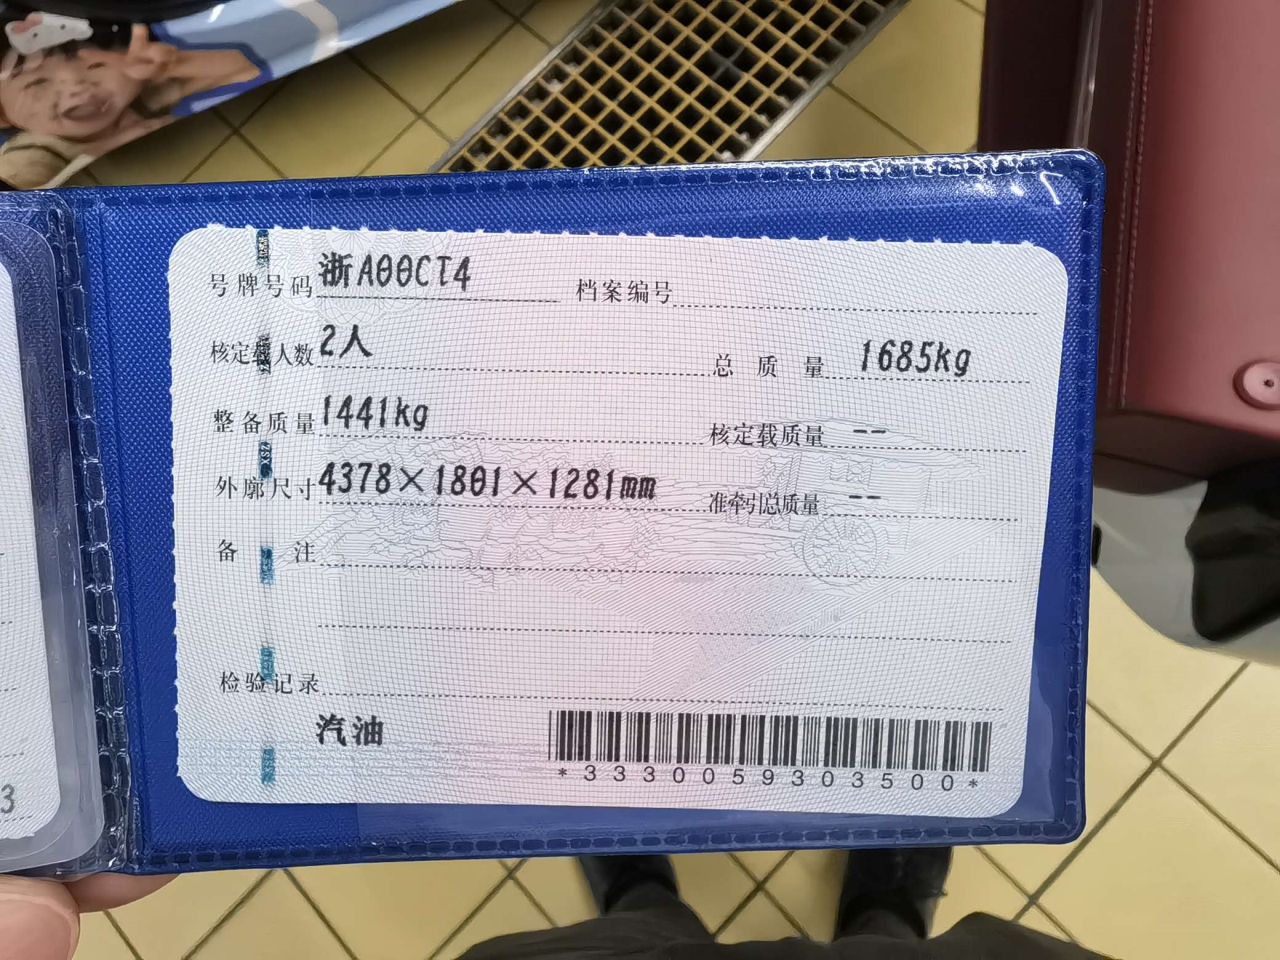 号牌号码 浙A00CT4 档案编号
核定载人数 2人 总质量 1685kg
整备质量 1441kg 核定载质量 --
外廓尺寸 4378×1801×1281mm 准牵引总质量 --
备注
检验记录
汽油
*3330059303500*
3